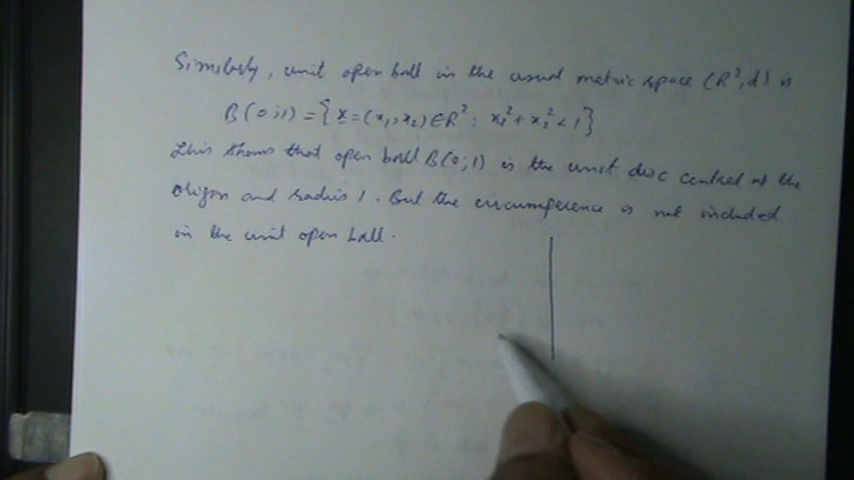 Similarly, unit open ball in the usual metric space (R², d) is
B(0;1) = {x = (x₁, x₂) ∈ R² : x₁² + x₂² < 1}
This shows that open ball B(0;1) is the unit disc centred at the
origin and radius 1. But the circumference is not included
in the unit open ball.